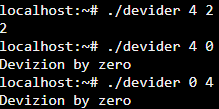 localhost:~# ./devider 4 2
2
localhost:~# ./devider 4 0
Devizion by zero
localhost:~# ./devider 0 4
Devizion by zero